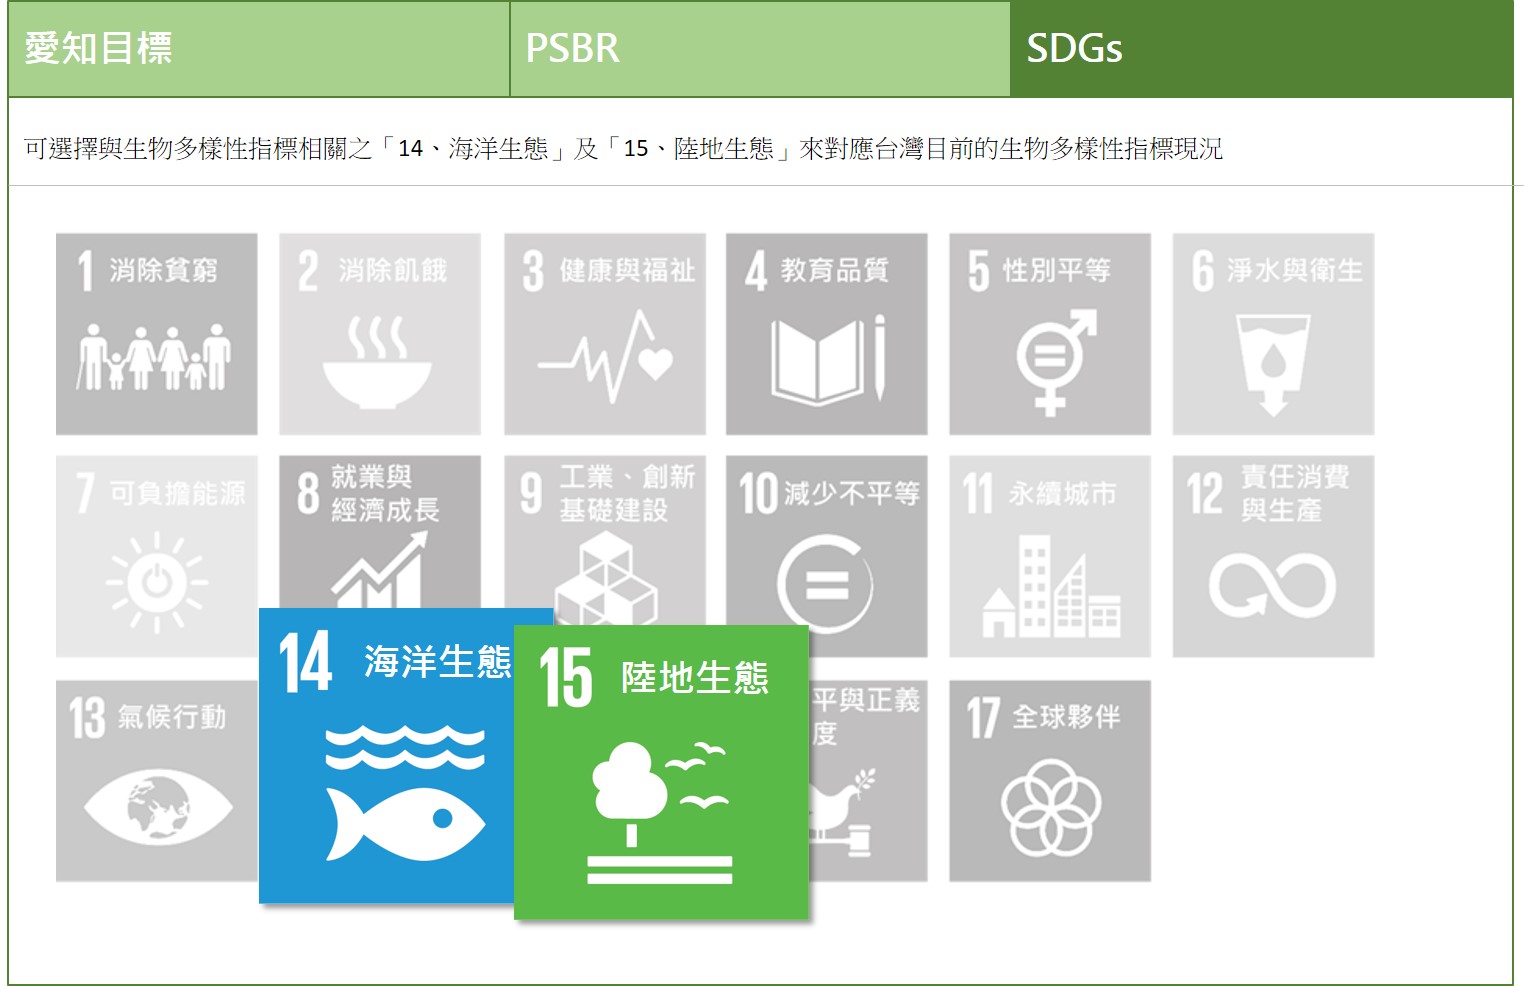 愛知目標
PSBR
SDGs
可選擇與生物多樣性指標相關之「14、海洋生態」及「15、陸地生態」來對應台灣目前的生物多樣性指標現況
1 消除貧窮
2 消除飢餓
3 健康與福祉
4 教育品質
5 性別平等
6 淨水與衛生
7 可負擔能源
8 就業與
經濟成長
9 工業、創新
基礎建設
10 減少不平等
11 永續城市
12 責任消費
與生產
13 氣候行動
14 海洋生態
15 陸地生態
平與正義
度
17 全球夥伴